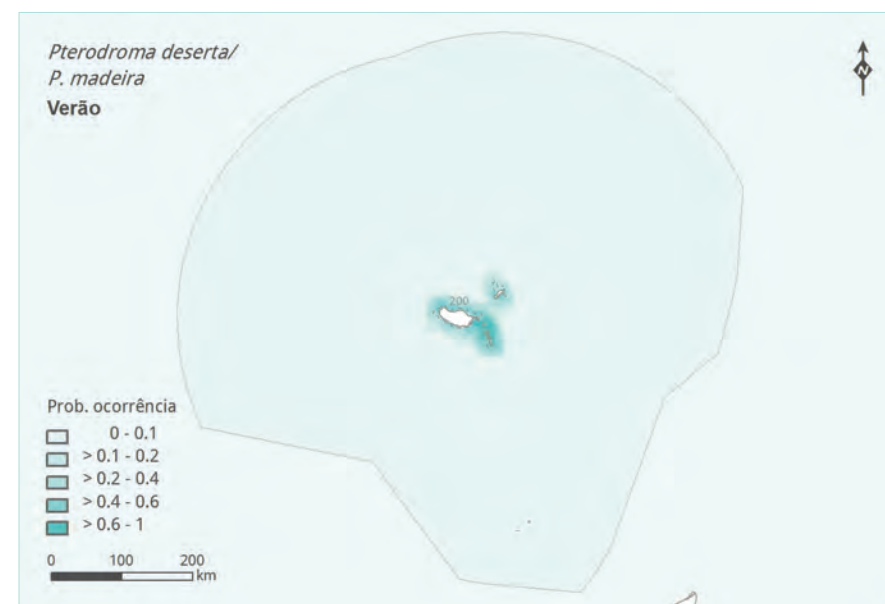 Pterodroma deserta/
P. madeira
Verão
N
200
Prob. ocorrência
0 - 0.1
> 0.1 - 0.2
> 0.2 - 0.4
> 0.4 - 0.6
> 0.6 - 1
0 100 200
km